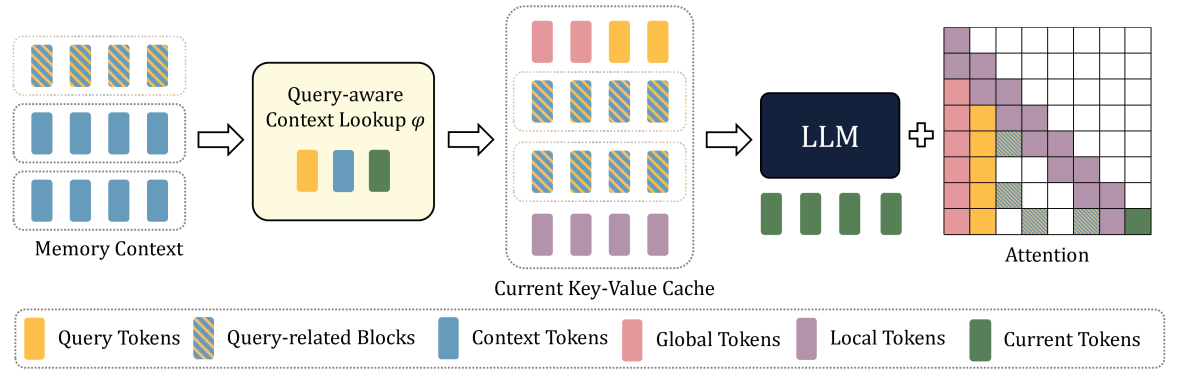 Memory Context
Query-aware
Context Lookup φ
Current Key-Value Cache
LLM
Attention
Query Tokens
Query-related Blocks
Context Tokens
Global Tokens
Local Tokens
Current Tokens